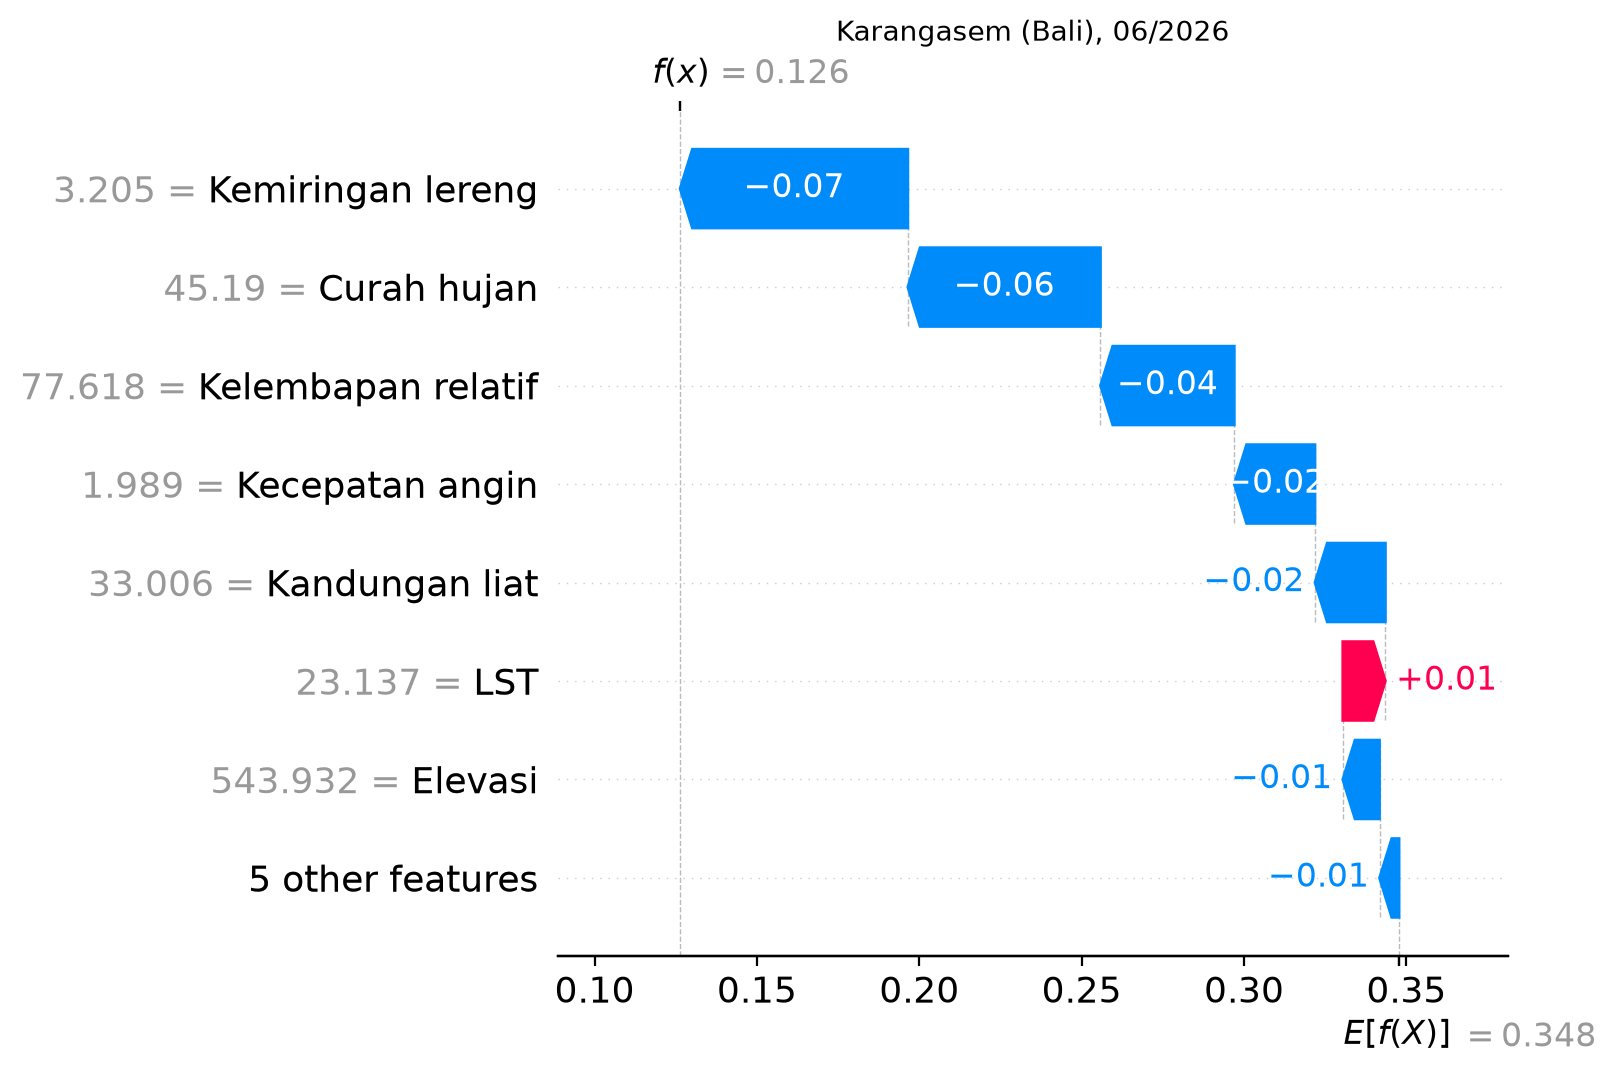 Karangasem (Bali), 06/2026
f(x) = 0.126
3.205 = Kemiringan lereng
−0.07
45.19 = Curah hujan
−0.06
77.618 = Kelembapan relatif
−0.04
1.989 = Kecepatan angin
−0.02
33.006 = Kandungan liat
−0.02
23.137 = LST
+0.01
543.932 = Elevasi
−0.01
5 other features
−0.01
0.10 0.15 0.20 0.25 0.30 0.35
E[f(X)] = 0.348